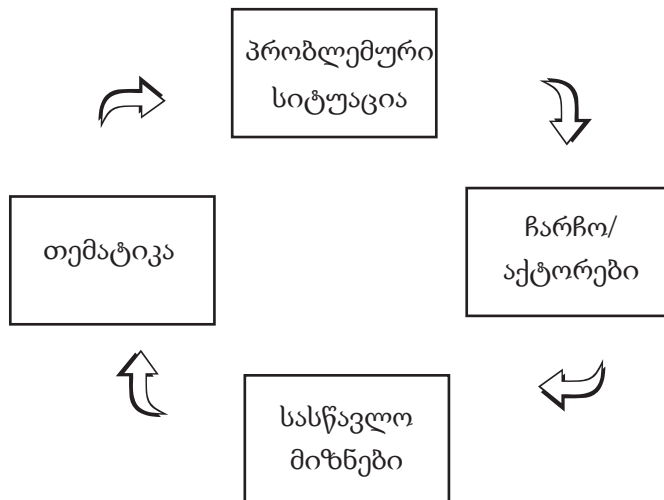 პრობლემური
სიტუაცია
ჩარჩო/
აქტორები
სასწავლო
მიზნები
თემატიკა